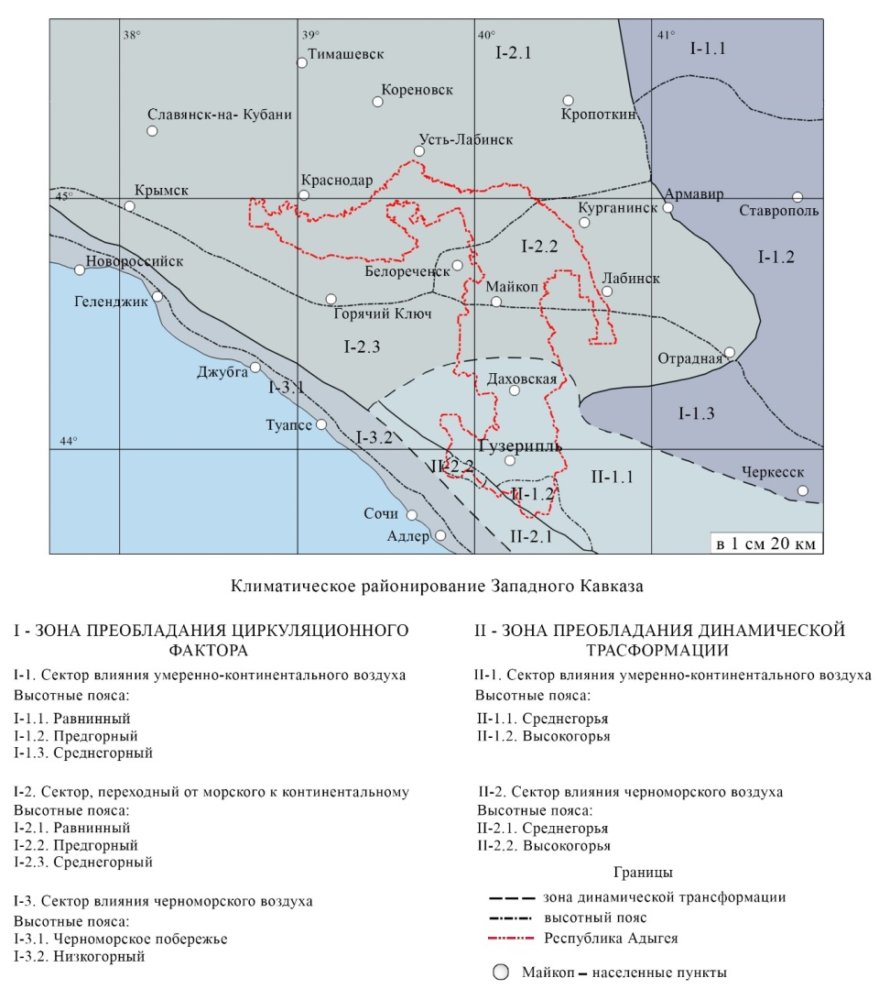 38°
39°
40°
41°
I-2.1
I-1.1
Тимашевск
Кореновск
Кропоткин
Славянск-на- Кубани
Усть-Лабинск
Краснодар
45°
Крымск
Армавир
Курганинск
Ставрополь
I-2.2
I-1.2
Новороссийск
Белореченск
Лабинск
Майкоп
Геленджик
Горячий Ключ
I-2.3
Отрадная
Джубга
Даховская
I-3.1
I-1.3
Туапсе
I-3.2
44°
Гузерипль
II-2.2
II-1.1
Черкесск
II-1.2
Сочи
Адлер
II-2.1
в 1 см 20 км
Климатическое районирование Западного Кавказа
I - ЗОНА ПРЕОБЛАДАНИЯ ЦИРКУЛЯЦИОННОГО
ФАКТОРА
I-1. Сектор влияния умеренно-континентального воздуха
Высотные пояса:
I-1.1. Равнинный
I-1.2. Предгорный
I-1.3. Среднегорный
I-2. Сектор, переходный от морского к континентальному
Высотные пояса:
I-2.1. Равнинный
I-2.2. Предгорный
I-2.3. Среднегорный
I-3. Сектор влияния черноморского воздуха
Высотные пояса:
I-3.1. Черноморское побережье
I-3.2. Низкогорный
II - ЗОНА ПРЕОБЛАДАНИЯ ДИНАМИЧЕСКОЙ
ТРАСФОРМАЦИИ
II-1. Сектор влияния умеренно-континентального воздуха
Высотные пояса:
II-1.1. Среднегорья
II-1.2. Высокогорья
II-2. Сектор влияния черноморского воздуха
Высотные пояса:
II-2.1. Среднегорья
II-2.2. Высокогорья
Границы
зона динамической трансформации
высотный пояс
Республика Адыгея
Майкоп – населенные пункты